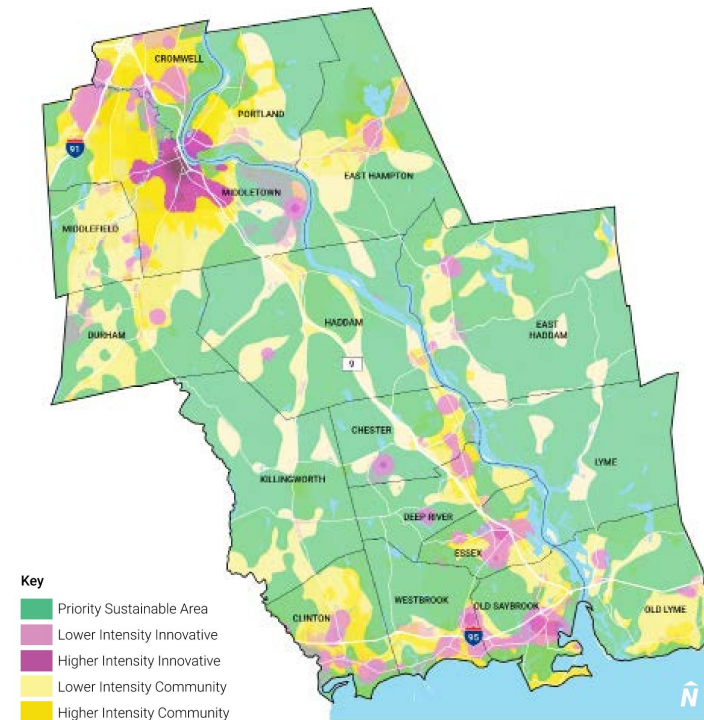 CROMWELL
PORTLAND
91
EAST HAMPTON
MIDDLETOWN
MIDDLEFIELD
HADDAM
EAST
HADDAM
DURHAM
9
CHESTER
LYME
KILLINGWORTH
DEEP RIVER
ESSEX
WESTBROOK
OLD SAYBROOK
OLD LYME
CLINTON
95
Key
Priority Sustainable Area
Lower Intensity Innovative
Higher Intensity Innovative
Lower Intensity Community
Higher Intensity Community
N